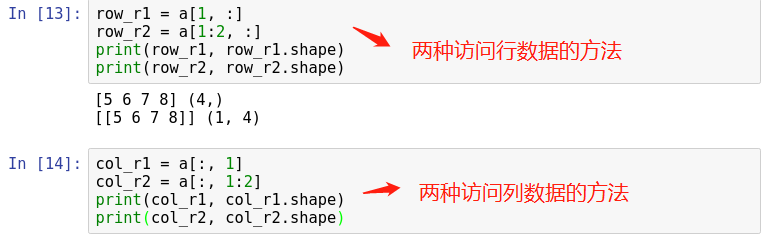 In [13]: row_r1 = a[1, :]
row_r2 = a[1:2, :]
print(row_r1, row_r1.shape)
print(row_r2, row_r2.shape)
两种访问行数据的方法
[5 6 7 8] (4,)
[[5 6 7 8]] (1, 4)
In [14]: col_r1 = a[:, 1]
col_r2 = a[:, 1:2]
print(col_r1, col_r1.shape)
print(col_r2, col_r2.shape)
两种访问列数据的方法